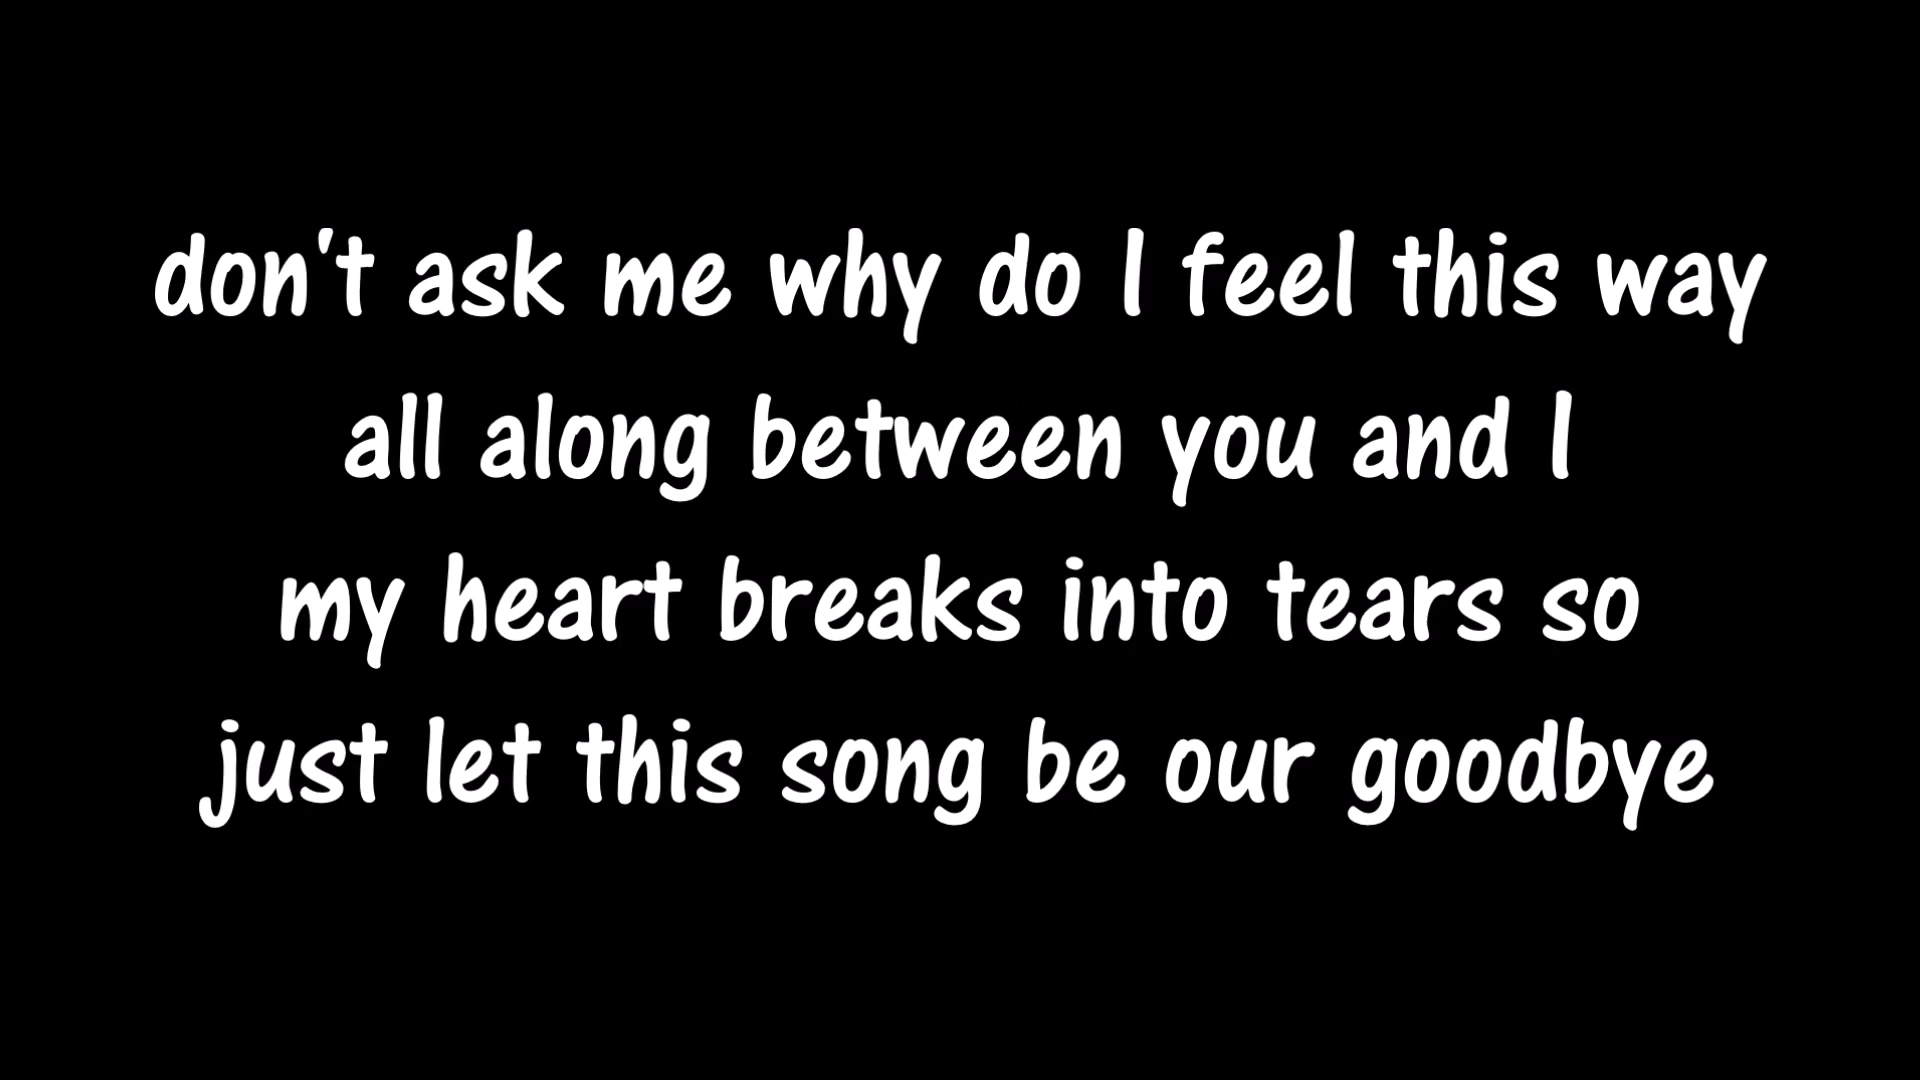 don't ask me why do I feel this way
all along between you and I
my heart breaks into tears so
just let this song be our goodbye